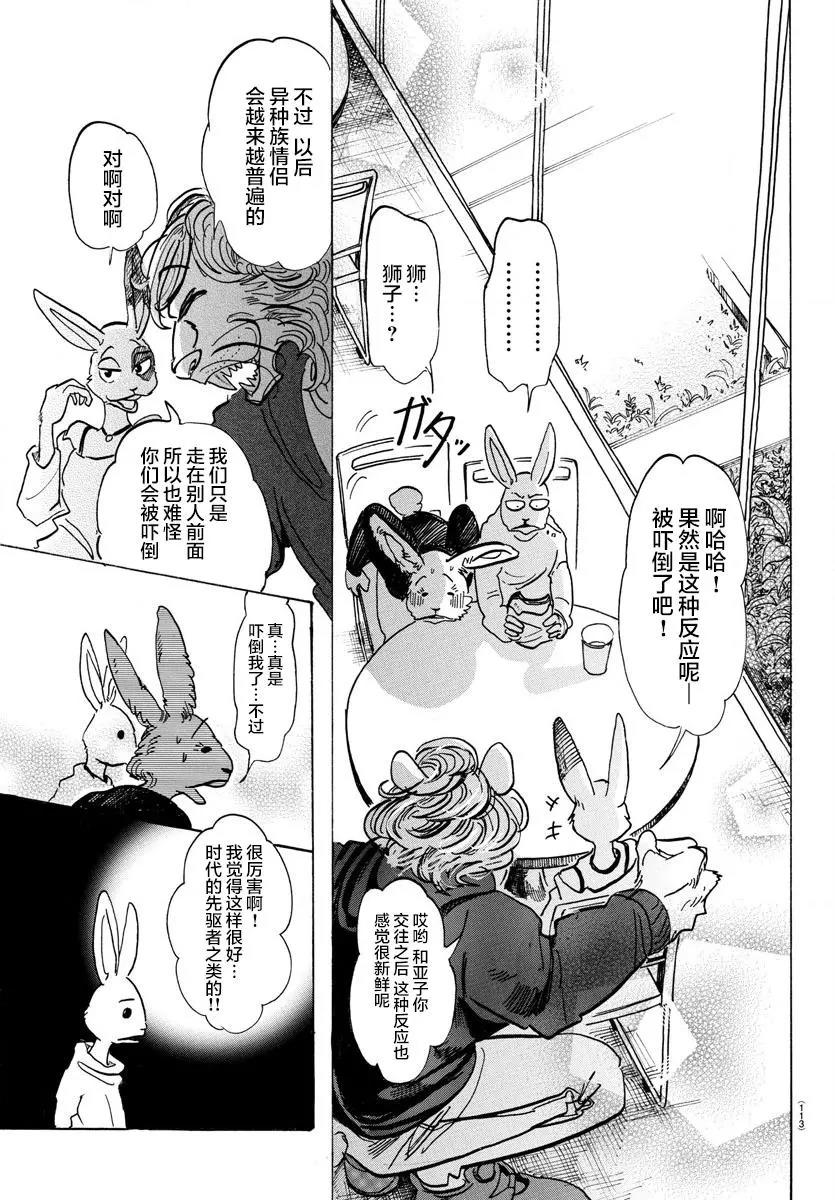 ………
狮…
狮子…?
ガタッ
啊哈哈!
果然是这种反应呢—
被吓倒了吧!
哎哟 和亚子你
交往之后 这种反应也
感觉很新鲜呢
不过 以后
异种族情侣
会越来越普遍的
对啊对啊
我们只是
走在别人前面
所以也难怪
你们会被吓倒
真…真是
吓倒我了…不过
很厉害啊!
我觉得这样很好…
时代的先驱者之类的!!
(113)